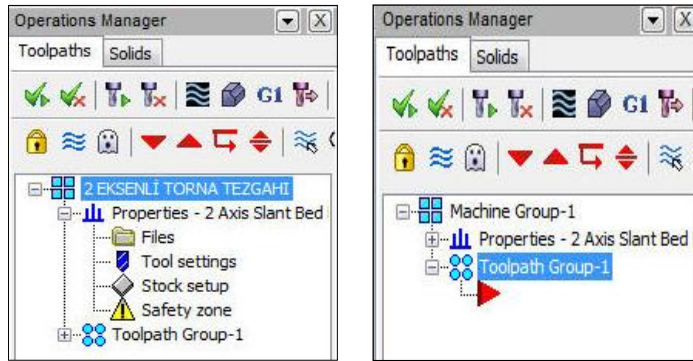 Operations Manager
Toolpaths Solids
G1
2 EKSENLİ TORNA TEZGAHI
Properties - 2 Axis Slant Bed
Files
Tool settings
Stock setup
Safety zone
Toolpath Group-1
Operations Manager
Toolpaths Solids
G1
Machine Group-1
Properties - 2 Axis Slant Bed
Toolpath Group-1